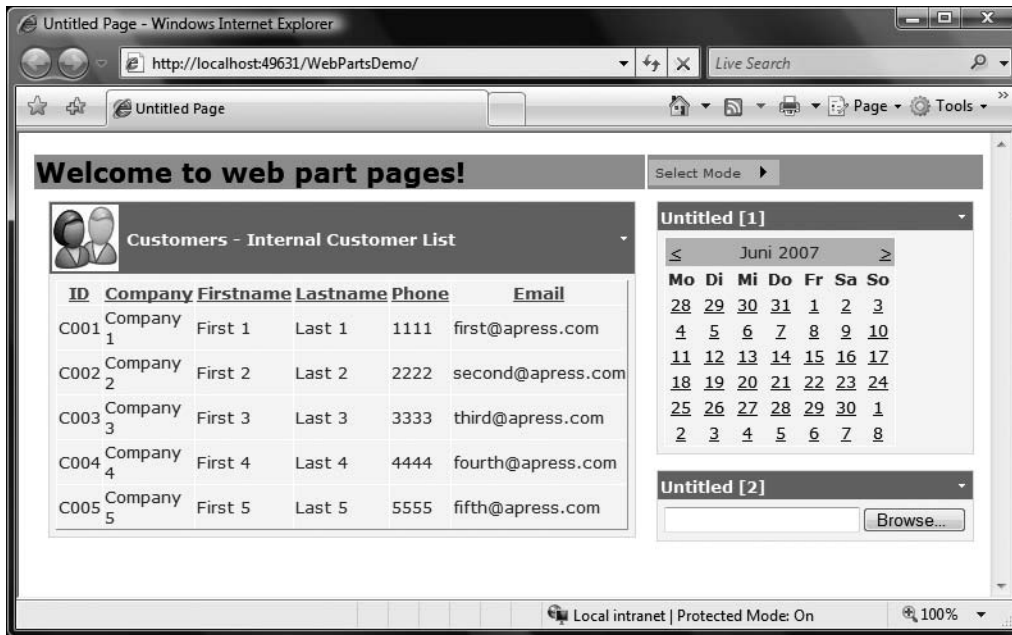 Untitled Page - Windows Internet Explorer
http://localhost:49631/WebPartsDemo/
Live Search
Untitled Page
Page
Tools
Welcome to web part pages!
Select Mode
Customers - Internal Customer List
ID Company Firstname Lastname Phone Email
C001 Company 1 First 1 Last 1 1111 first@apress.com
C002 Company 2 First 2 Last 2 2222 second@apress.com
C003 Company 3 First 3 Last 3 3333 third@apress.com
C004 Company 4 First 4 Last 4 4444 fourth@apress.com
C005 Company 5 First 5 Last 5 5555 fifth@apress.com
Untitled [1]
< Juni 2007 >
Mo Di Mi Do Fr Sa So
28 29 30 31 1 2 3
4 5 6 7 8 9 10
11 12 13 14 15 16 17
18 19 20 21 22 23 24
25 26 27 28 29 30 1
2 3 4 5 6 7 8
Untitled [2]
Browse...
Local intranet | Protected Mode: On
100%